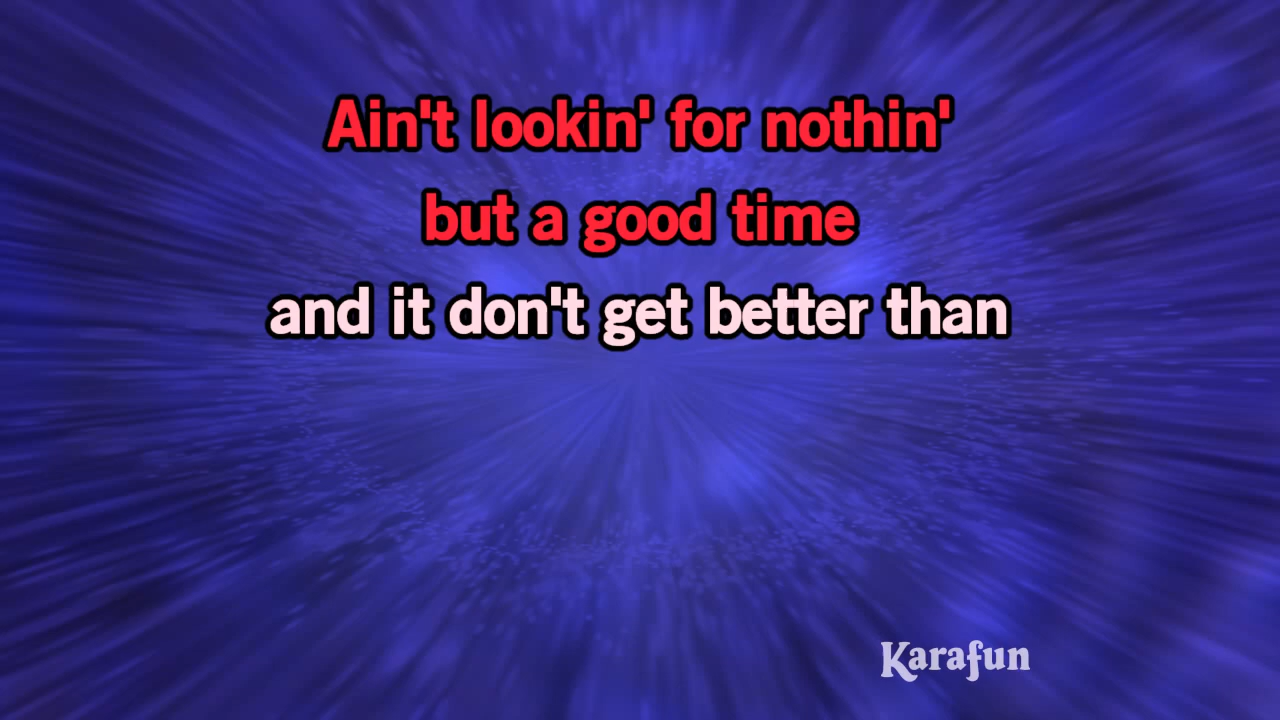 Ain't lookin' for nothin'
but a good time
and it don't get better than
Karafun